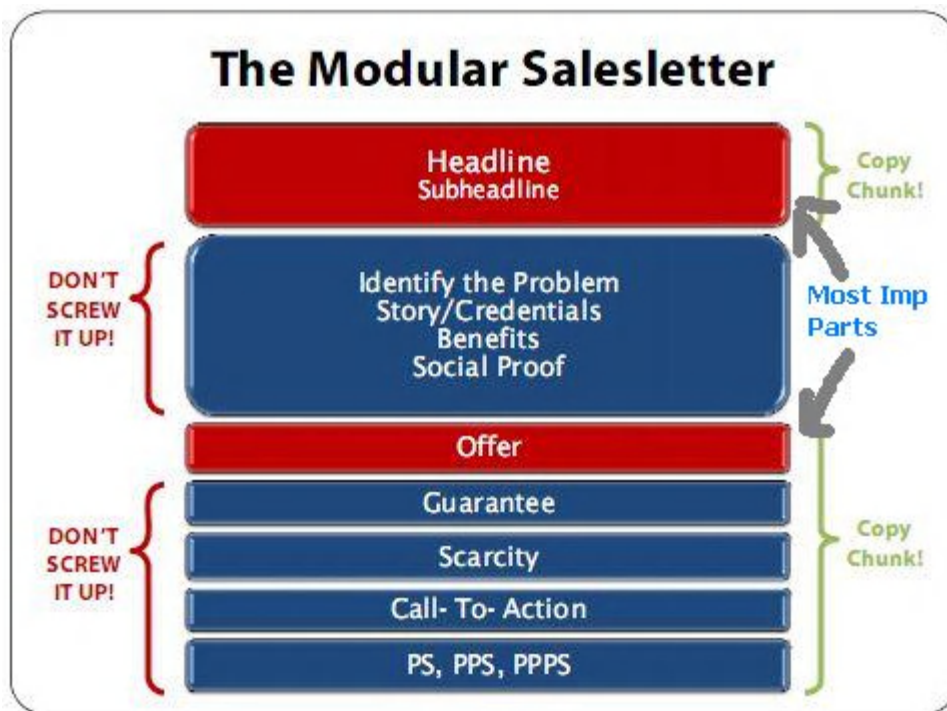 The Modular Salesletter
Headline
Subheadline
Copy
Chunk!
DON'T
SCREW
IT UP!
Identify the Problem
Story/Credentials
Benefits
Social Proof
Most Imp
Parts
Offer
Guarantee
Scarcity
Call- To- Action
PS, PPS, PPPS
DON'T
SCREW
IT UP!
Copy
Chunk!